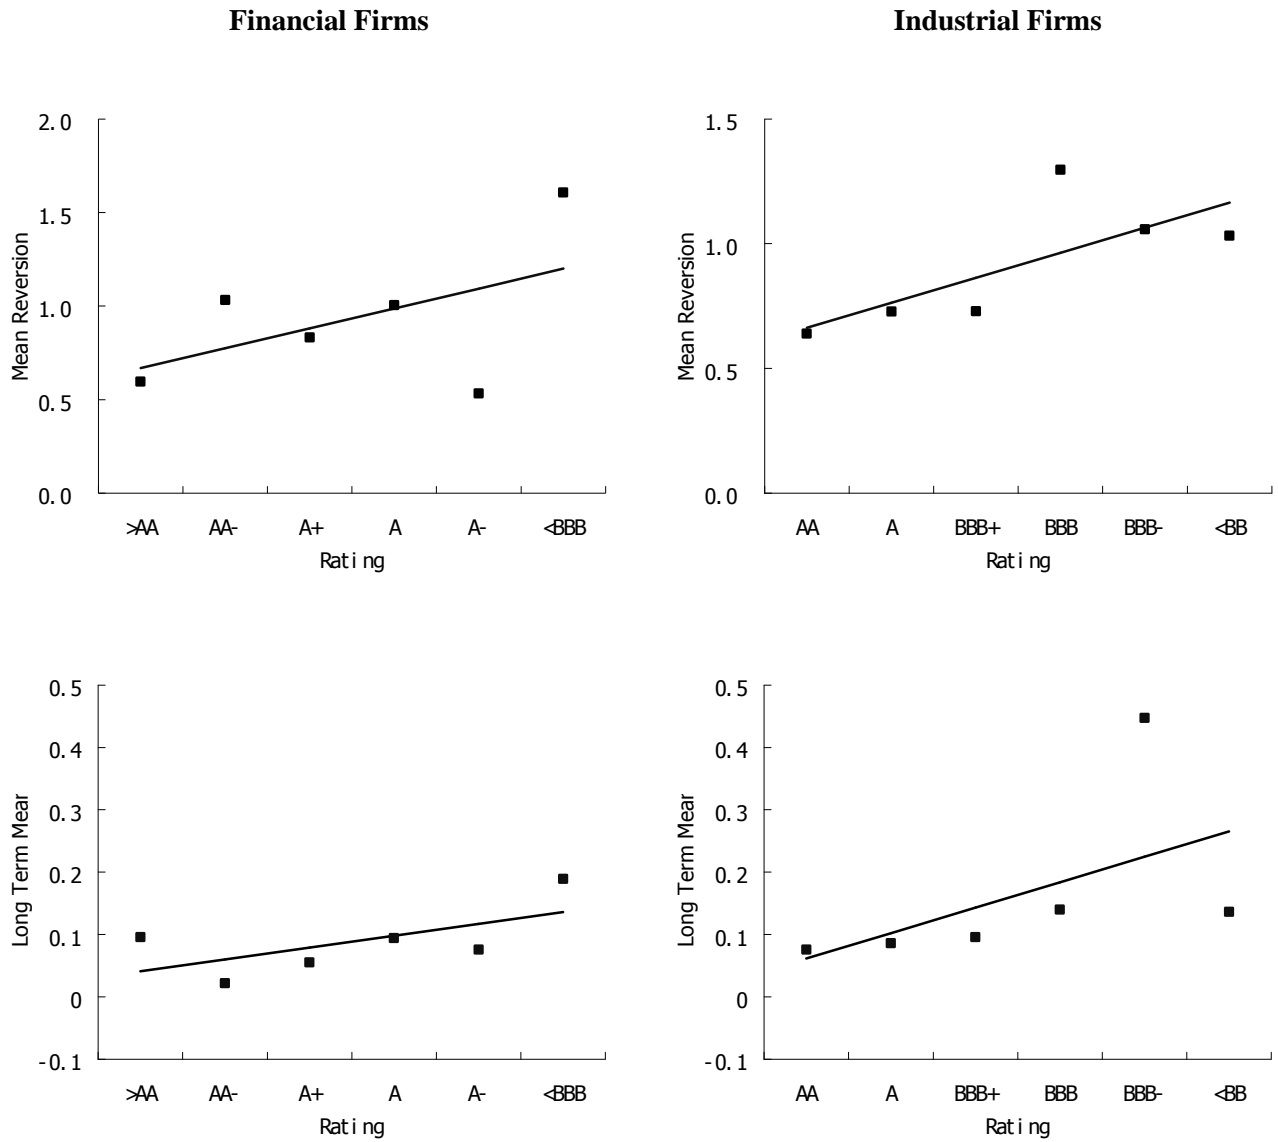 Financial Firms
Industrial Firms
2.0
1.5
1.0
0.5
0.0
Mean Reversion
>AA AA- A+ A A- <BBB
Rating
1.5
1.0
0.5
0.0
Mean Reversion
AA A BBB+ BBB BBB- <BB
Rating
0.5
0.4
0.3
0.2
0.1
0
-0.1
Long Term Mear
>AA AA- A+ A A- <BBB
Rating
0.5
0.4
0.3
0.2
0.1
0
-0.1
Long Term Mear
AA A BBB+ BBB BBB- <BB
Rating